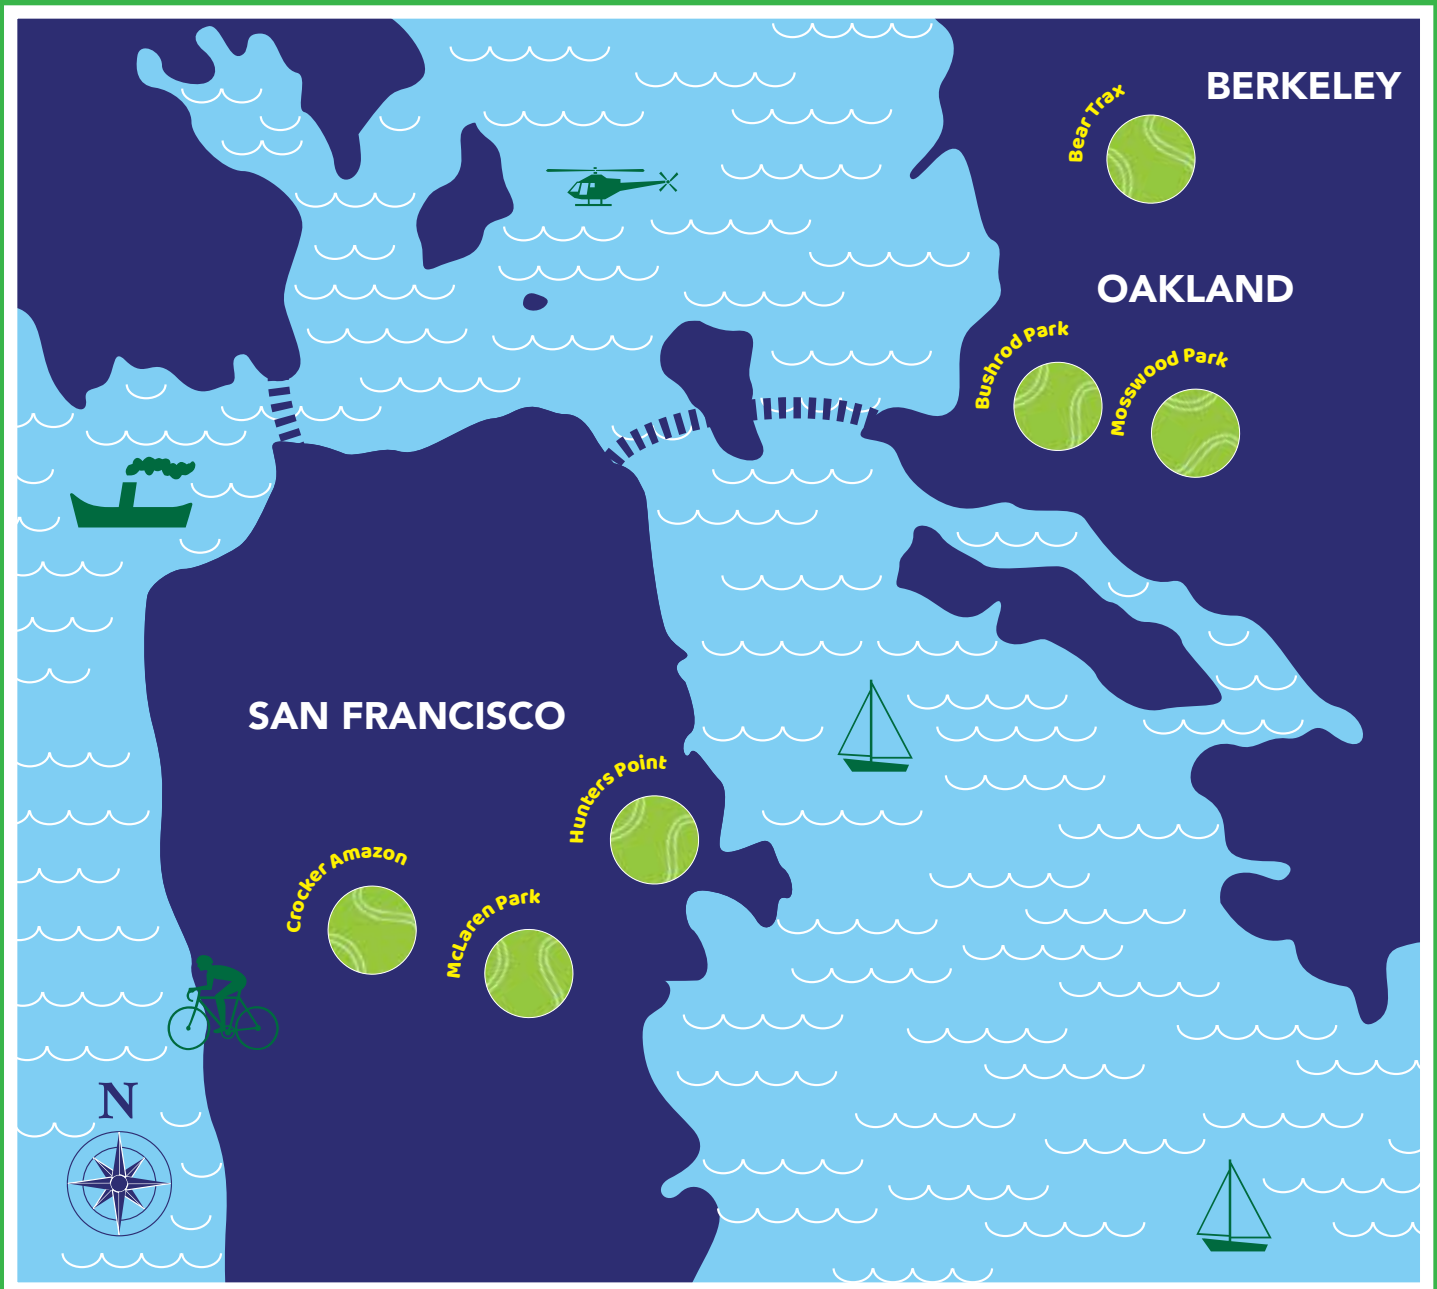 BERKELEY
Bear Trax
OAKLAND
Bushrod Park
Mosswood Park
SAN FRANCISCO
Hunters Point
Crocker Amazon
McLaren Park
N